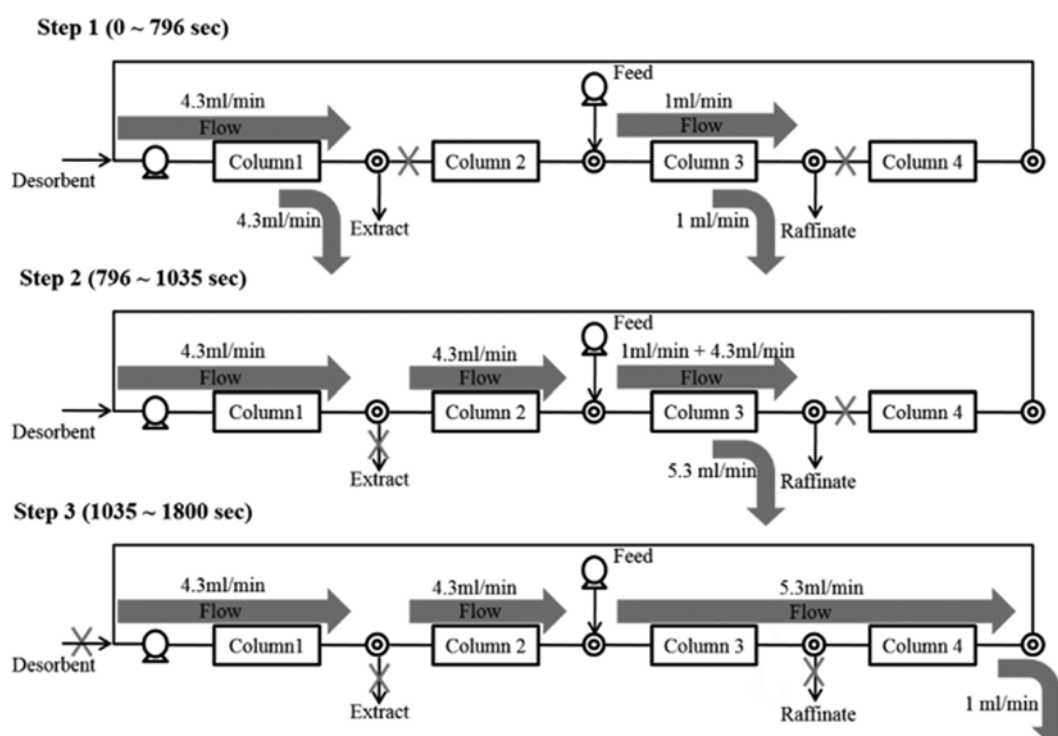 Step 1 (0 ~ 796 sec)
Feed
4.3ml/min
1ml/min
Flow
Flow
Column1
Column 2
Column 3
Column 4
Desorbent
4.3ml/min
Extract
1 ml/min
Raffinate
Step 2 (796 ~ 1035 sec)
Feed
4.3ml/min
4.3ml/min
1ml/min + 4.3ml/min
Flow
Flow
Flow
Column1
Column 2
Column 3
Column 4
Desorbent
Extract
5.3 ml/min
Raffinate
Step 3 (1035 ~ 1800 sec)
Feed
4.3ml/min
4.3ml/min
5.3ml/min
Flow
Flow
Flow
Column1
Column 2
Column 3
Column 4
Desorbent
Extract
Raffinate
1 ml/min